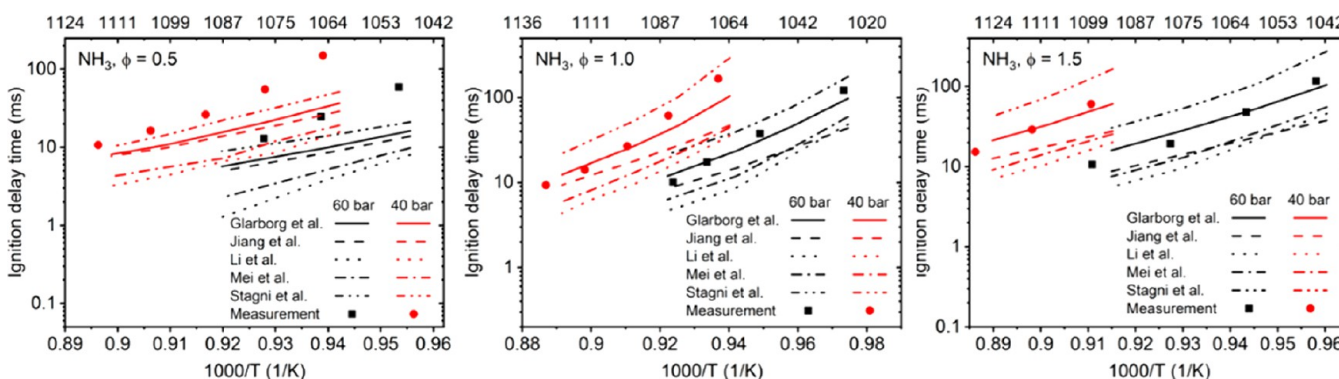 1124 1111 1099 1087 1075 1064 1053 1042
NH3, ϕ = 0.5
Ignition delay time (ms)
100
10
1
0.1
60 bar 40 bar
Glarborg et al.
Jiang et al.
Li et al.
Mei et al.
Stagni et al.
Measurement
0.89 0.9 0.91 0.92 0.93 0.94 0.95 0.96
1000/T (1/K)
1136 1111 1087 1064 1042 1020
NH3, ϕ = 1.0
Ignition delay time (ms)
100
10
1
60 bar 40 bar
Glarborg et al.
Jiang et al.
Li et al.
Mei et al.
Stagni et al.
Measurement
0.88 0.9 0.92 0.94 0.96 0.98
1000/T (1/K)
1124 1111 1099 1087 1075 1064 1053 1042
NH3, ϕ = 1.5
Ignition delay time (ms)
100
10
1
0.1
60 bar 40 bar
Glarborg et al.
Jiang et al.
Li et al.
Mei et al.
Stagni et al.
Measurement
0.89 0.9 0.91 0.92 0.93 0.94 0.95 0.96
1000/T (1/K)